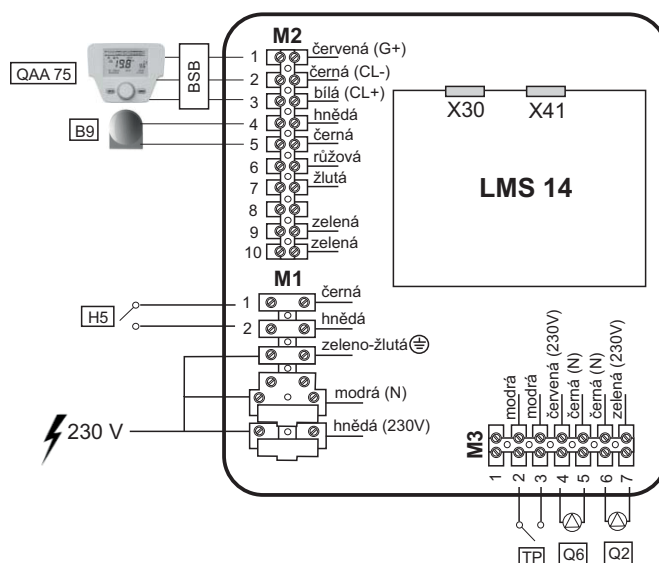 M2
QAA 75
BSB
1 červená (G+)
2 černá (CL-)
3 bílá (CL+)
B9
4 hnědá
5 černá
6 růžová
7 žlutá
8
9 zelená
10 zelená
X30
X41
LMS 14
M1
H5
1 černá
2 hnědá
zeleno-žlutá
modrá (N)
230 V
hnědá (230V)
modrá
modrá
červená (230V)
černá (N)
černá (N)
zelená (230V)
M3
1 2 3 4 5 6 7
TP
Q6
Q2